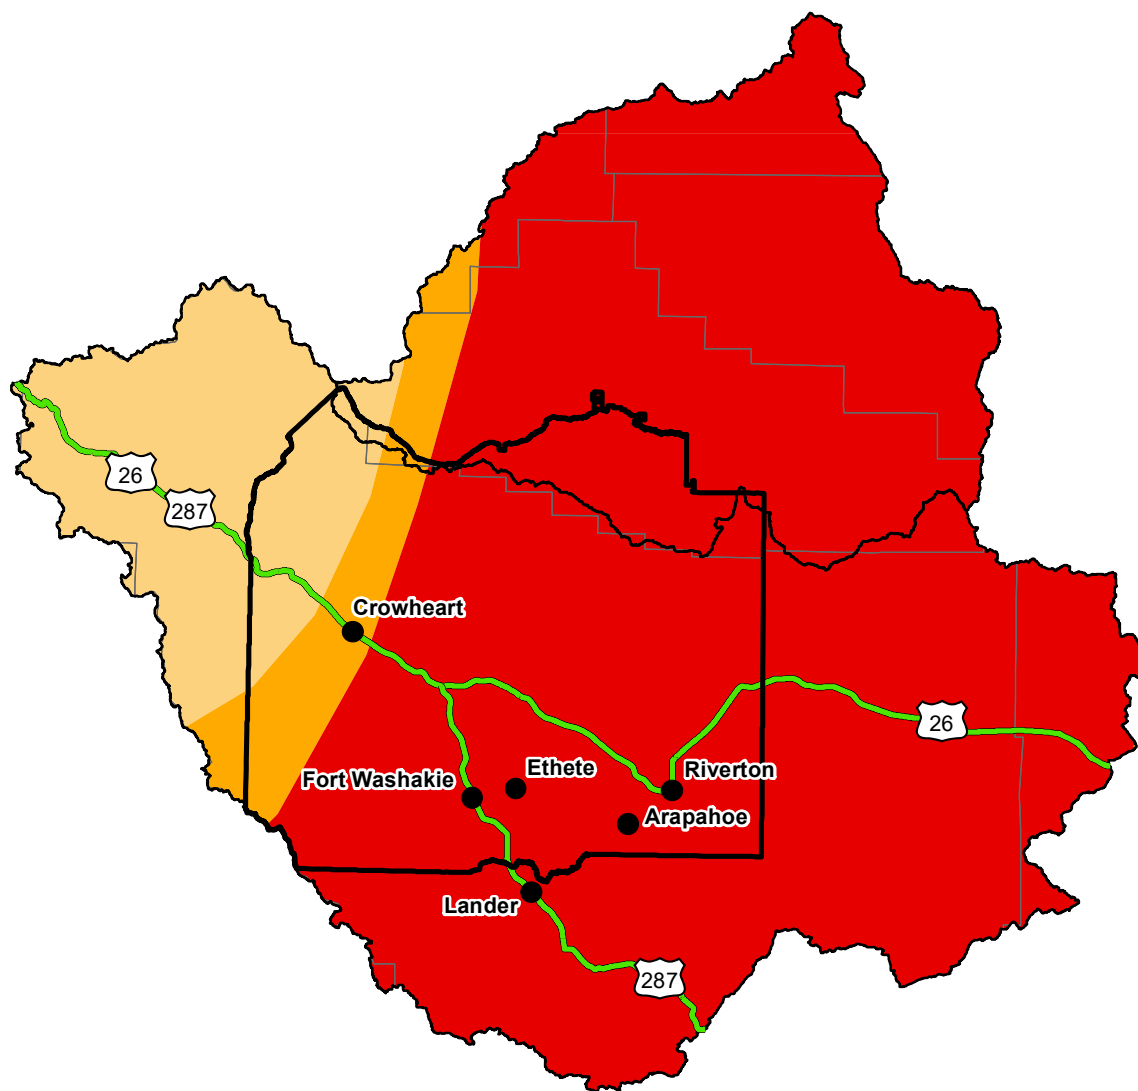 26
287
Crowheart
26
Ethete
Riverton
Fort Washakie
Arapahoe
Lander
287